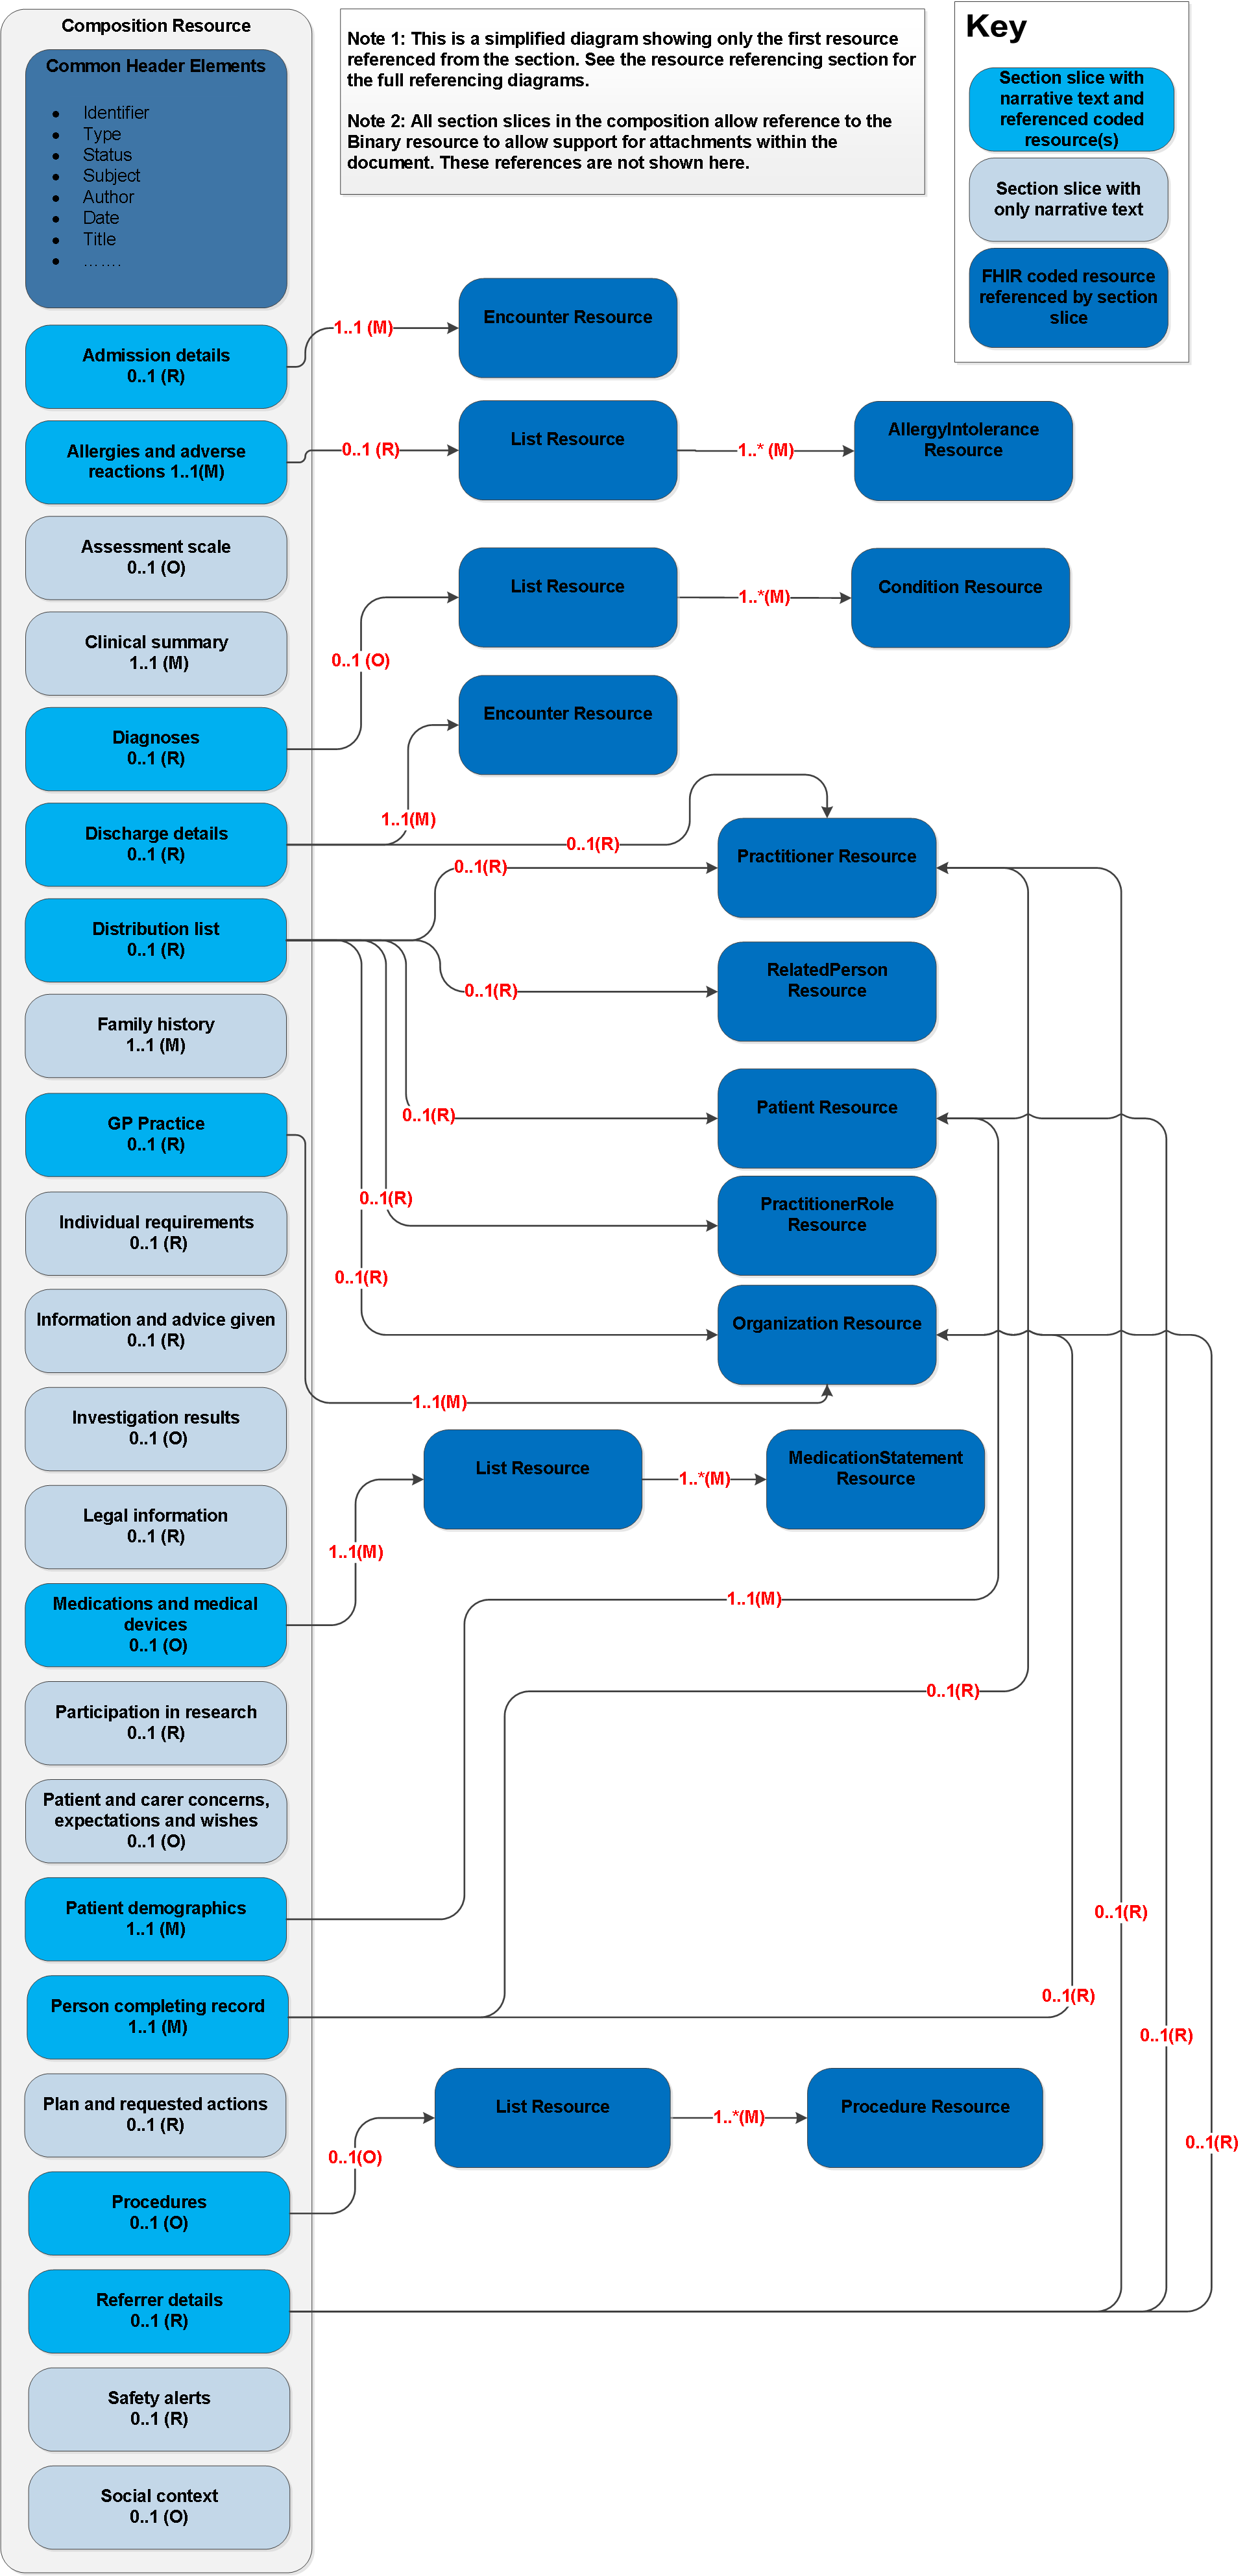 Composition Resource
Common Header Elements
• Identifier
• Type
• Status
• Subject
• Author
• Date
• Title
• …….
Note 1: This is a simplified diagram showing only the first resource
referenced from the section. See the resource referencing section for
the full referencing diagrams.
Note 2: All section slices in the composition allow reference to the
Binary resource to allow support for attachments within the
document. These references are not shown here.
Key
Section slice with
narrative text and
referenced coded
resource(s)
Section slice with
only narrative text
FHIR coded resource
referenced by section
slice
Admission details
0..1 (R)
1..1 (M)
Encounter Resource
Allergies and adverse
reactions 1..1(M)
0..1 (R)
List Resource
1..* (M)
AllergyIntolerance
Resource
Assessment scale
0..1 (O)
Clinical summary
1..1 (M)
Diagnoses
0..1 (R)
0..1 (O)
List Resource
1..*(M)
Condition Resource
Discharge details
0..1 (R)
1..1(M)
Encounter Resource
0..1(R)
Practitioner Resource
Distribution list
0..1 (R)
0..1(R)
0..1(R)
RelatedPerson
Resource
0..1(R)
Patient Resource
0..1(R)
PractitionerRole
Resource
0..1(R)
Organization Resource
Family history
1..1 (M)
GP Practice
0..1 (R)
1..1(M)
Individual requirements
0..1 (R)
Information and advice given
0..1 (R)
Investigation results
0..1 (O)
Legal information
0..1 (R)
Medications and medical
devices
0..1 (O)
1..1(M)
List Resource
1..*(M)
MedicationStatement
Resource
Participation in research
0..1 (R)
Patient and carer concerns,
expectations and wishes
0..1 (O)
Patient demographics
1..1 (M)
1..1(M)
Person completing record
1..1 (M)
0..1(R)
0..1(R)
Plan and requested actions
0..1 (R)
Procedures
0..1 (O)
0..1(O)
List Resource
1..*(M)
Procedure Resource
Referrer details
0..1 (R)
0..1(R)
0..1(R)
0..1(R)
Safety alerts
0..1 (R)
Social context
0..1 (O)